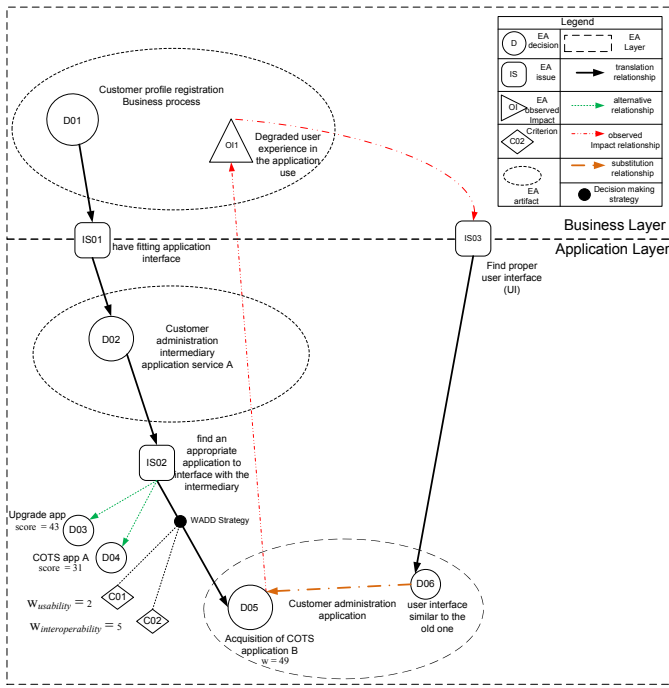 Legend
D
EA
decision
EA
Layer
IS
EA
issue
translation
relationship
OI
EA
observed
Impact
alternative
relationship
C02
Criterion
observed
Impact relationship
EA
artifact
substitution
relationship
Decision making
strategy
Customer profile registration
Business process
D01
OI1
Degraded user
experience in
the application
use
Business Layer
Application Layer
IS01
have fitting application
interface
IS03
Find proper
user interface
(UI)
D02
Customer
administration
intermediary
application service A
IS02
find an
appropriate
application to
interface with the
intermediary
Upgrade app
score = 43
D03
WADD Strategy
COTS app A
score = 31
D04
C01
Wusability = 2
C02
Winteroperability = 5
D05
Customer administration
application
D06
user interface
similar to the
old one
Acquisition of COTS
application B
w = 49